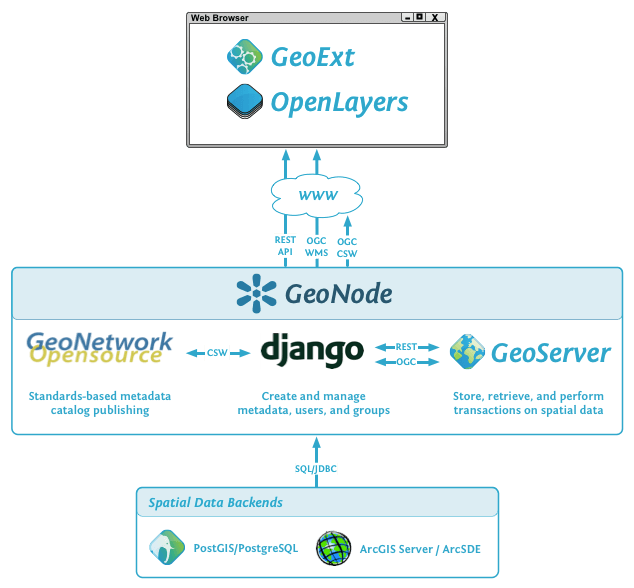 Web Browser
GeoExt
OpenLayers
www
REST
API
OGC
WMS
OGC
CSW
GeoNode
GeoNetwork
Opensource
CSW
django
REST
OGC
GeoServer
Standards-based metadata
catalog publishing
Create and manage
metadata, users, and groups
Store, retrieve, and perform
transactions on spatial data
SQL/JDBC
Spatial Data Backends
PostGIS/PostgreSQL
ArcGIS Server / ArcSDE